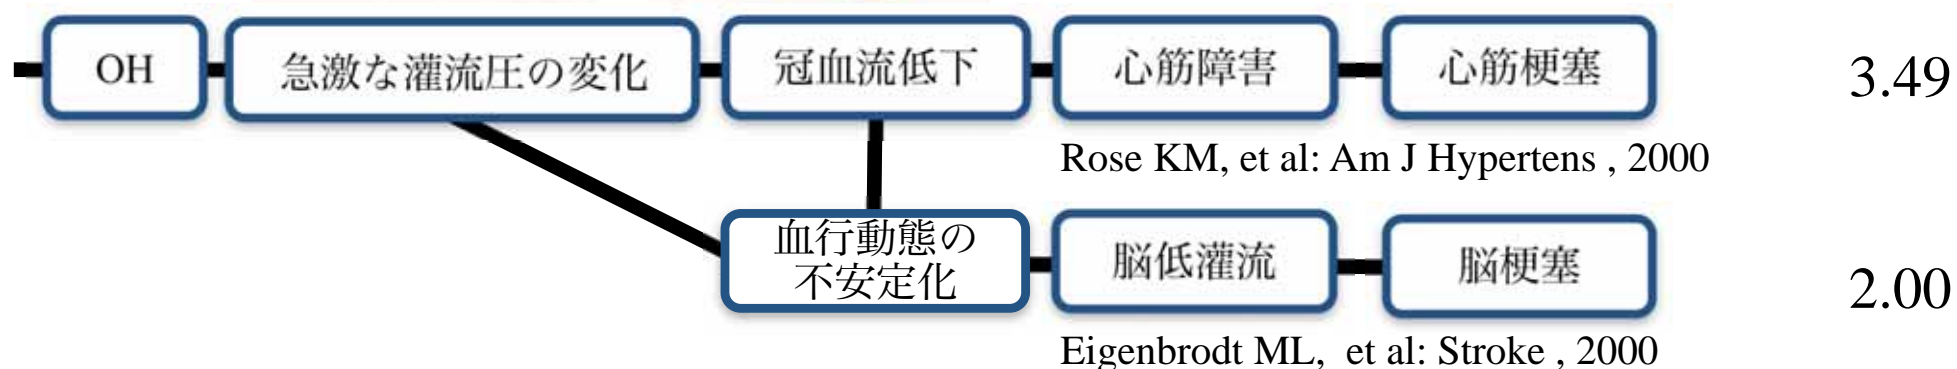 OH
急激な灌流圧の変化
冠血流低下
心筋障害
心筋梗塞
3.49
Rose KM, et al: Am J Hypertens , 2000
血行動態の
不安定化
脳低灌流
脳梗塞
2.00
Eigenbrodt ML, et al: Stroke , 2000